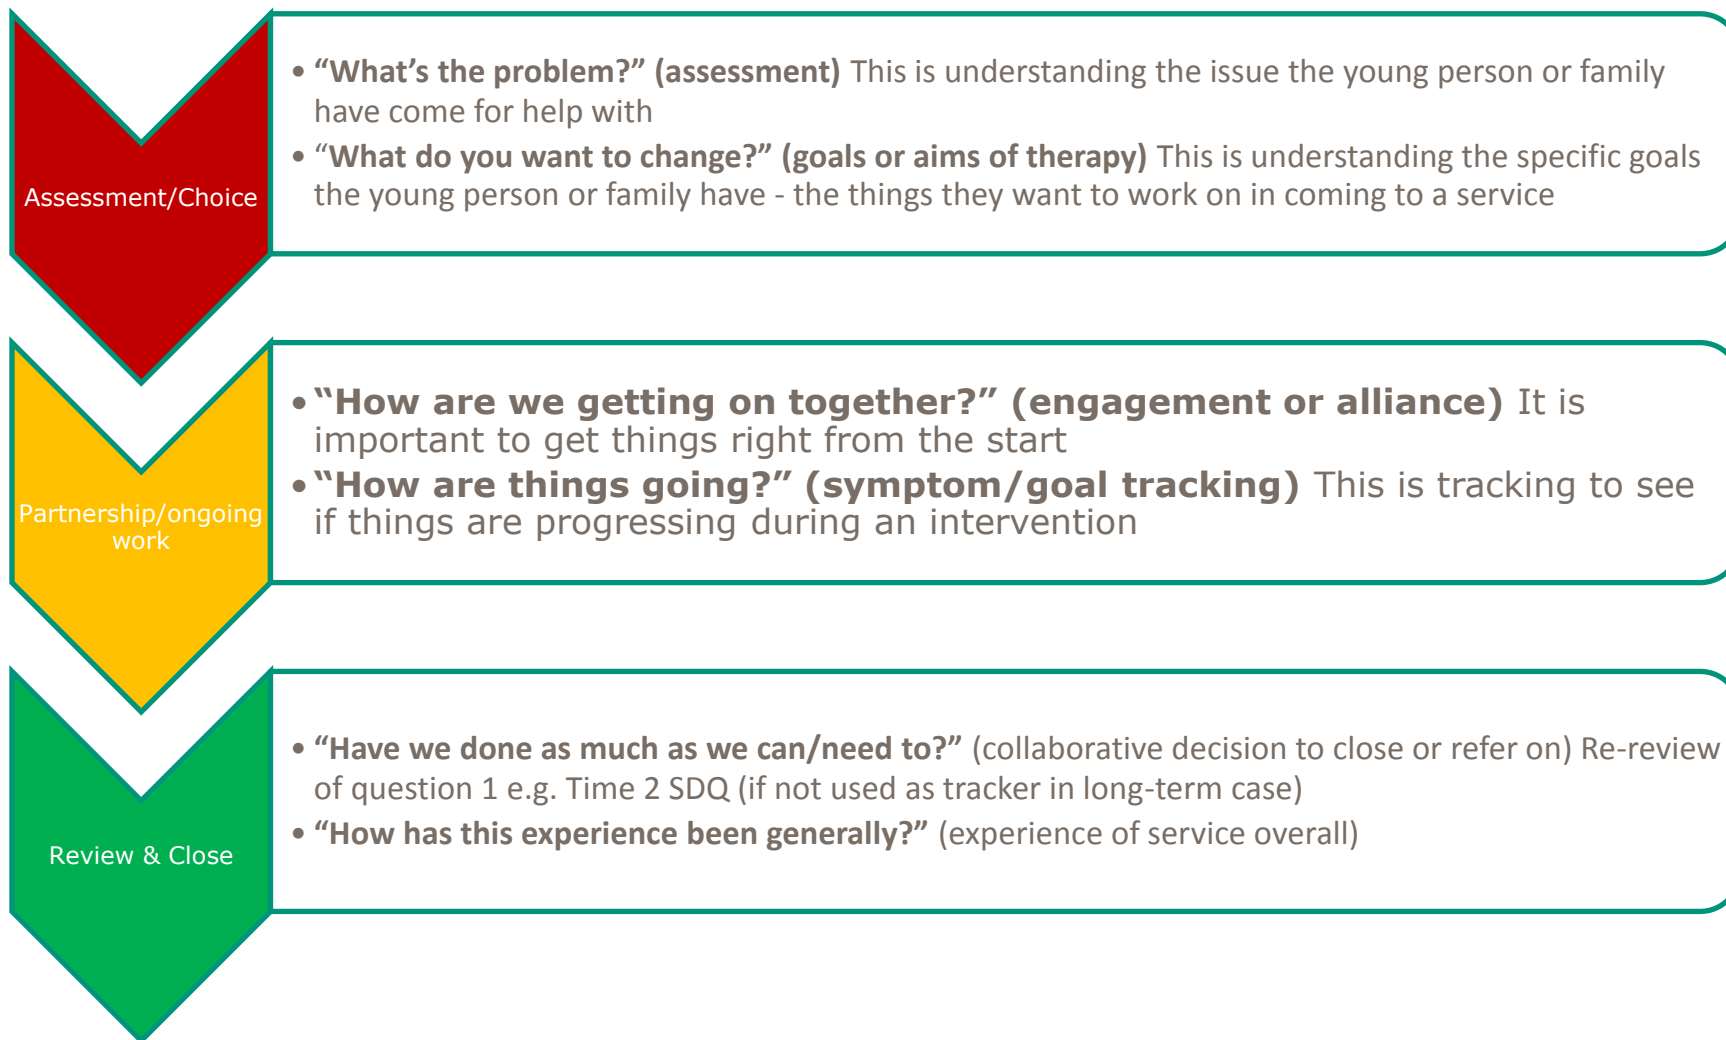 Assessment/Choice
• “What’s the problem?” (assessment) This is understanding the issue the young person or family
have come for help with
• “What do you want to change?” (goals or aims of therapy) This is understanding the specific goals
the young person or family have - the things they want to work on in coming to a service
Partnership/ongoing
work
• “How are we getting on together?” (engagement or alliance) It is
important to get things right from the start
• “How are things going?” (symptom/goal tracking) This is tracking to see
if things are progressing during an intervention
Review & Close
• “Have we done as much as we can/need to?” (collaborative decision to close or refer on) Re-review
of question 1 e.g. Time 2 SDQ (if not used as tracker in long-term case)
• “How has this experience been generally?” (experience of service overall)